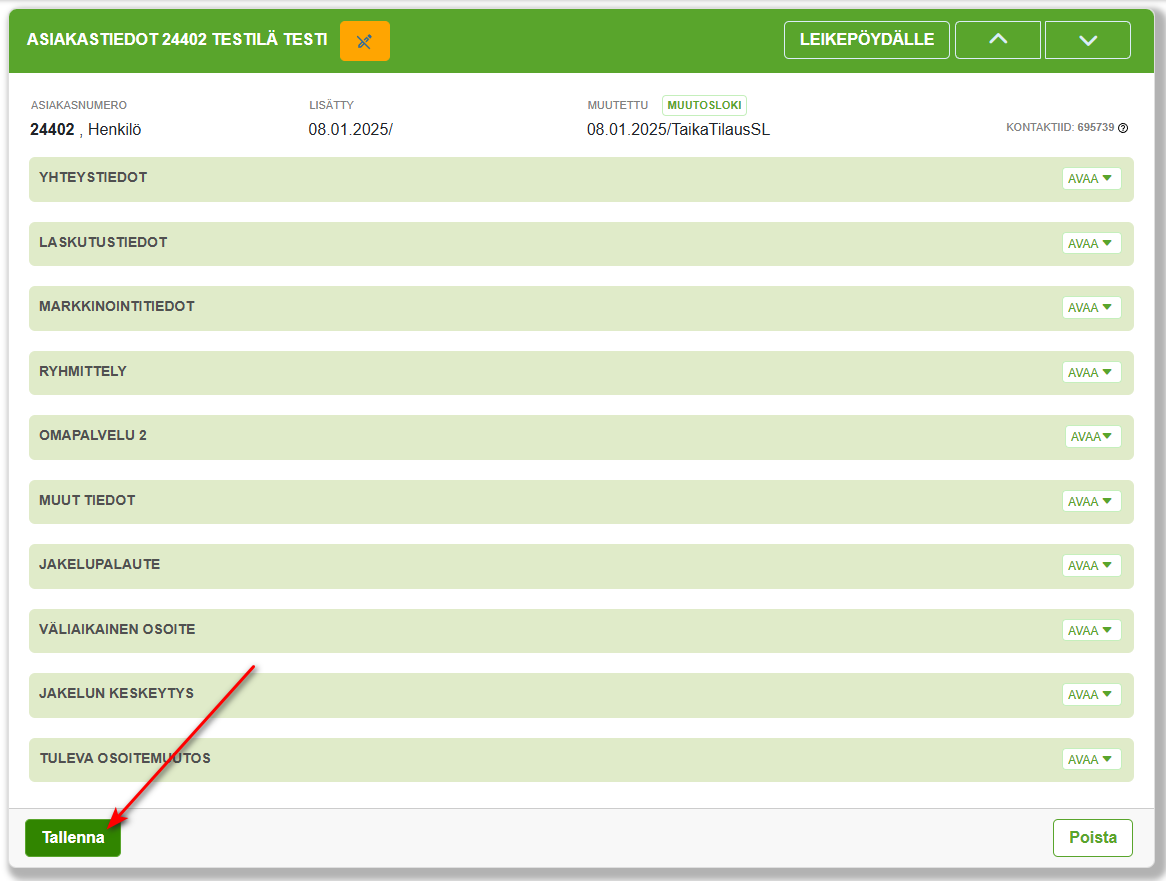 ASIAKASTIEDOT 24402 TESTILÄ TESTI LEIKEPÖYDÄLLE
ASIAKASNUMERO LISÄTTY MUUTETTU MUUTOSLOKI
24402 , Henkilö 08.01.2025/ 08.01.2025/TaikaTilausSL KONTAKTIID: 695739
YHTEYSTIEDOT AVAA
LASKUTUSTIEDOT AVAA
MARKKINOINTITIEDOT AVAA
RYHMITTELY AVAA
OMAPALVELU 2 AVAA
MUUT TIEDOT AVAA
JAKELUPALAUTE AVAA
VÄLIAIKAINEN OSOITE AVAA
JAKELUN KESKEYTYS AVAA
TULEVA OSOITEMUUTOS AVAA
Tallenna Poista